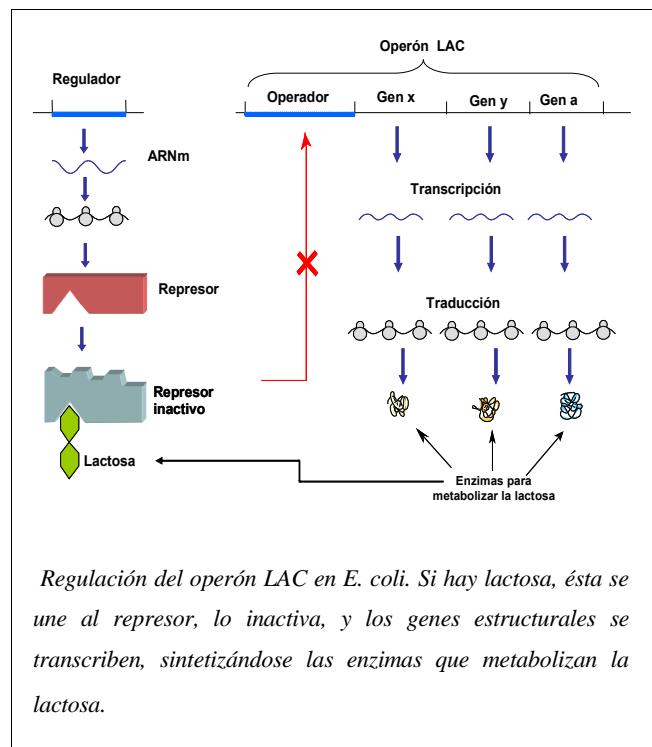 Operón LAC
Regulador
Operador
Gen x
Gen y
Gen a
ARNm
Transcripción
Represor
Traducción
Represor
inactivo
Lactosa
Enzimas para
metabolizar la lactosa
Regulación del operón LAC en E. coli. Si hay lactosa, ésta se
une al represor, lo inactiva, y los genes estructurales se
transcriben, sintetizándose las enzimas que metabolizan la
lactosa.